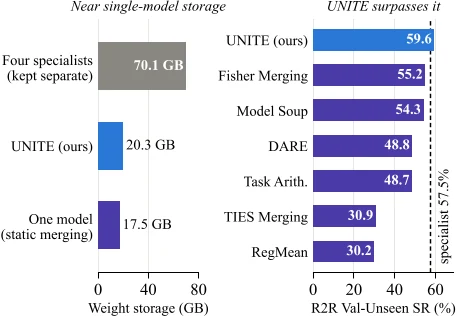 Near single-model storage
Four specialists
(kept separate)
70.1 GB
UNITE (ours)
20.3 GB
One model
(static merging)
17.5 GB
0 40 80
Weight storage (GB)
UNITE surpasses it
UNITE (ours) 59.6
Fisher Merging 55.2
Model Soup 54.3
DARE 48.8
Task Arith. 48.7
TIES Merging 30.9
RegMean 30.2
specialist 57.5%
0 20 40 60
R2R Val-Unseen SR (%)